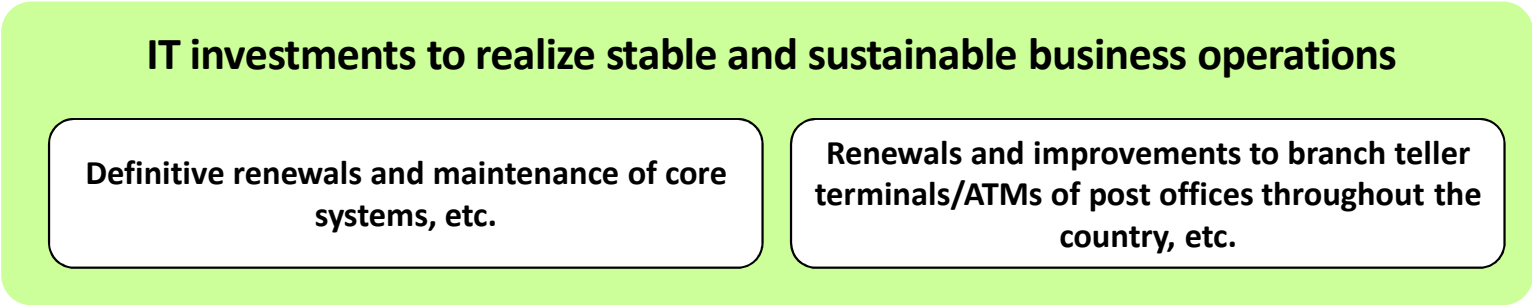 IT investments to realize stable and sustainable business operations
Definitive renewals and maintenance of core
systems, etc.
Renewals and improvements to branch teller
terminals/ATMs of post offices throughout the
country, etc.